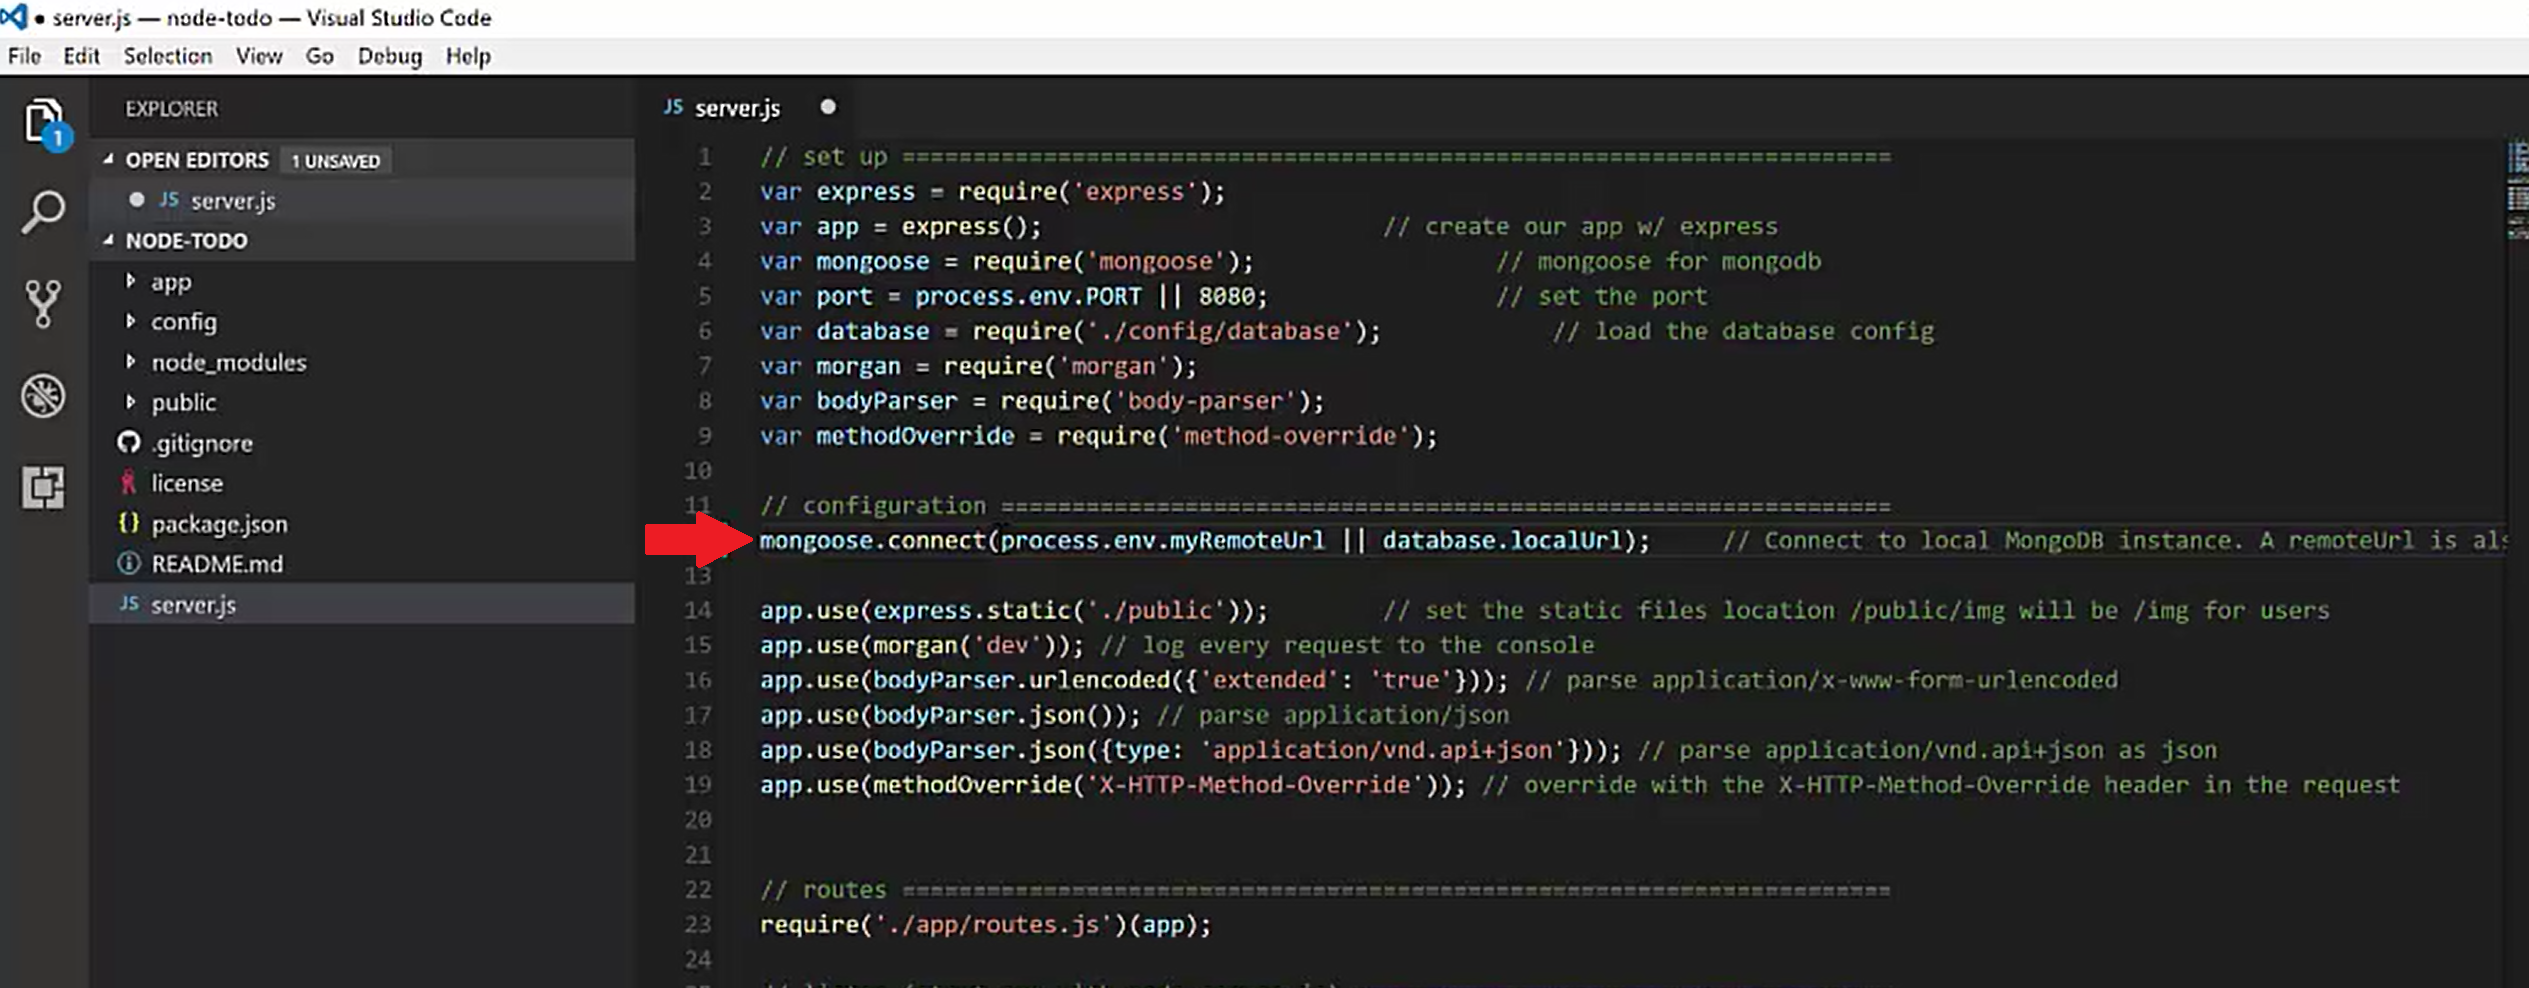 server.js — node-todo — Visual Studio Code
File Edit Selection View Go Debug Help
EXPLORER
OPEN EDITORS 1 UNSAVED
JS server.js
NODE-TODO
app
config
node_modules
public
.gitignore
license
{} package.json
README.md
JS server.js
1
JS server.js
1 // set up ======================================================================
2 var express = require('express');
3 var app = express(); // create our app w/ express
4 var mongoose = require('mongoose'); // mongoose for mongodb
5 var port = process.env.PORT || 8080; // set the port
6 var database = require('./config/database'); // load the database config
7 var morgan = require('morgan');
8 var bodyParser = require('body-parser');
9 var methodOverride = require('method-override');
10
11 // configuration ===============================================================
mongoose.connect(process.env.myRemoteUrl || database.localUrl); // Connect to local MongoDB instance. A remoteUrl is als
13
14 app.use(express.static('./public')); // set the static files location /public/img will be /img for users
15 app.use(morgan('dev')); // log every request to the console
16 app.use(bodyParser.urlencoded({'extended': 'true'})); // parse application/x-www-form-urlencoded
17 app.use(bodyParser.json()); // parse application/json
18 app.use(bodyParser.json({type: 'application/vnd.api+json'})); // parse application/vnd.api+json as json
19 app.use(methodOverride('X-HTTP-Method-Override')); // override with the X-HTTP-Method-Override header in the request
20
21
22 // routes ======================================================================
23 require('./app/routes.js')(app);
24